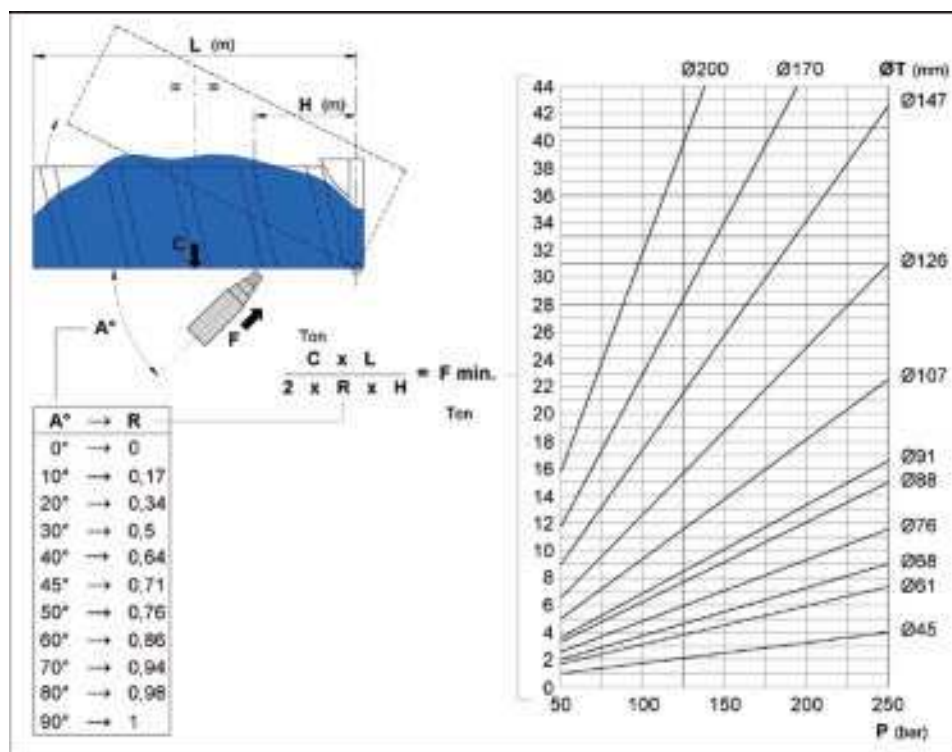 L (m)
= =
H (m)
C
F
A°
Ton
C x L
2 x R x H
= F min.
Ton
A° → R
0° → 0
10° → 0,17
20° → 0,34
30° → 0,5
40° → 0,64
45° → 0,71
50° → 0,76
60° → 0,86
70° → 0,94
80° → 0,98
90° → 1
Ø200 Ø170 ØT (mm)
44
42
40
38
36
34
32
30
28
26
24
22
20
18
16
14
12
10
8
6
4
2
0
Ø147
Ø126
Ø107
Ø91
Ø88
Ø76
Ø68
Ø61
Ø45
50 100 150 200 250
P (bar)